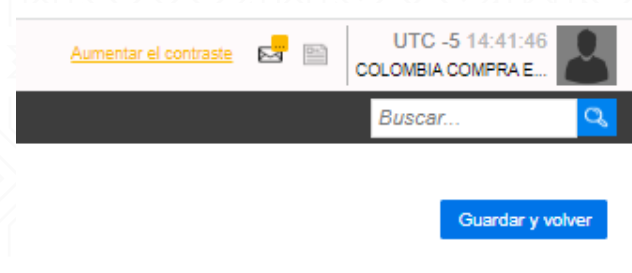 Aumentar el contraste
UTC -5 14:41:46
COLOMBIA COMPRA E...
Buscar...
Guardar y volver